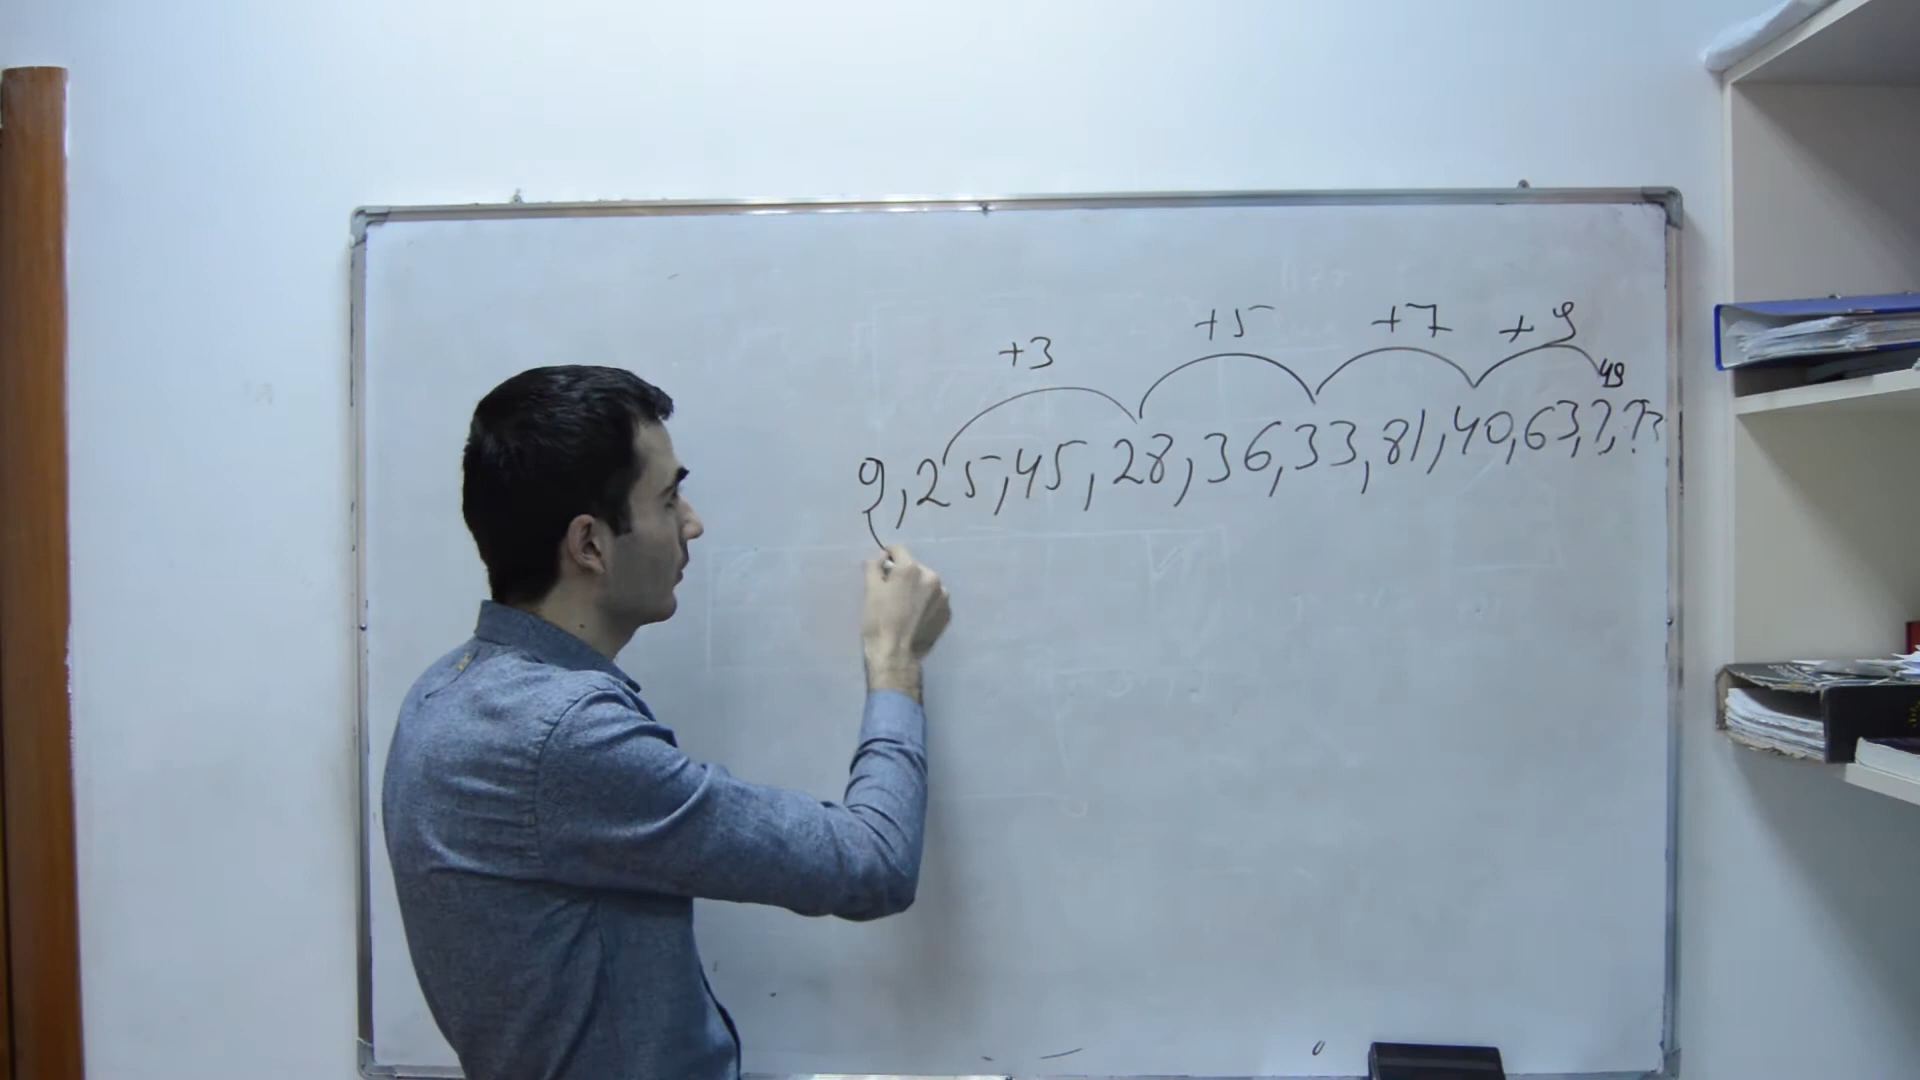 +3 +5 +7 +9
49
9, 25, 45, 28, 36, 33, 81, 40, 63, ?, ??